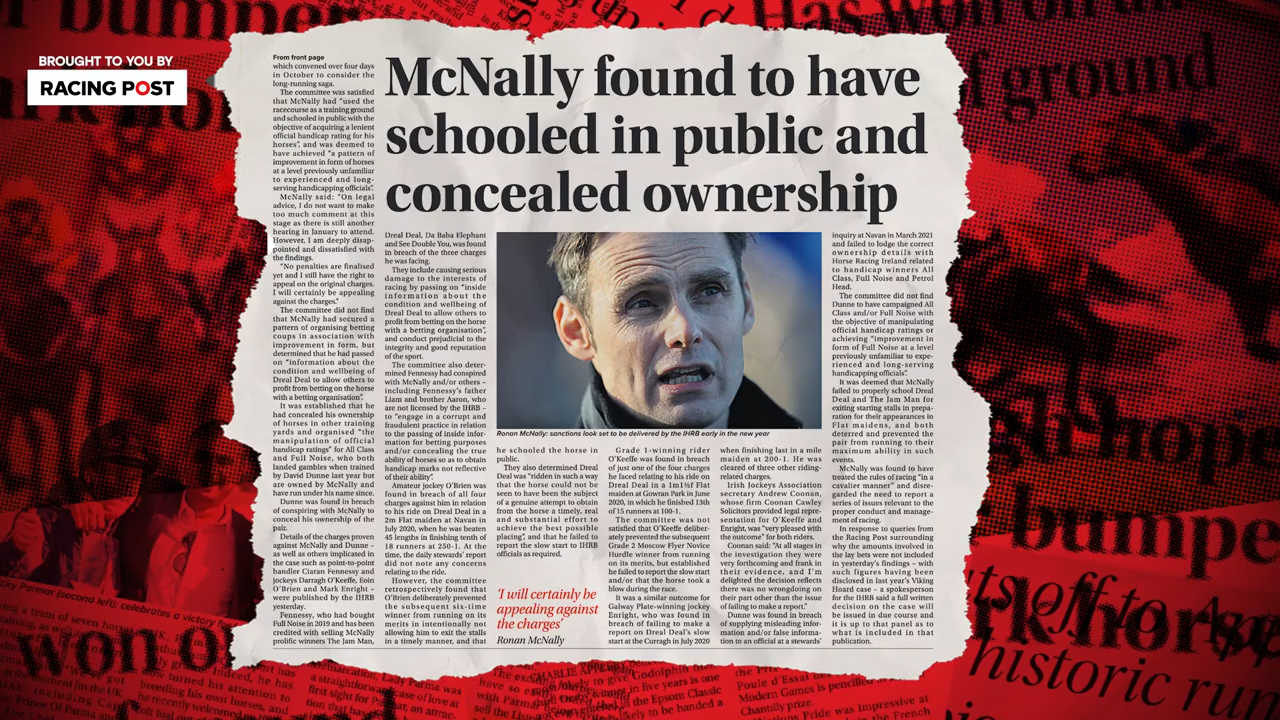 BROUGHT TO YOU BY
RACING POST
McNally found to have
schooled in public and
concealed ownership
From front page
which convened over four days
in October to consider the
long-running saga.
The committee was satisfied
that McNally had "used the
racecourse as a training ground
and schooled in public with the
objective of acquiring a lenient
official handicap rating for his
horses", and was deemed to
have achieved "a pattern of
improvement in form of horses
at a level previously unfamiliar
to experienced and long-
serving handicapping officials".
McNally said: "On legal
advice, I do not want to make
too much comment at this
stage as there is still another
hearing in January to attend.
However, I am deeply disap-
pointed and dissatisfied with
the findings.
"No penalties are finalised
yet and I still have the right to
appeal on the original charges.
I will certainly be appealing
against the charges."
The committee did not find
that McNally had secured a
pattern of organising betting
coups in association with
improvement in form, but
determined that he had passed
on "information about the
condition and wellbeing of
Dreal Deal to allow others to
profit from betting on the horse
with a betting organisation".
It was established that he
had concealed his ownership
of horses in other training
yards and organised "the
manipulation of official
handicap ratings" for All Class
and Full Noise, who both
landed gambles when trained
by David Dunne last year but
are owned by McNally and
have run under his name since.
Dunne was found in breach
of conspiring with McNally to
conceal his ownership of the
pair.
Details of the charges proven
against McNally and Dunne –
as well as others implicated in
the case such as point-to-point
handler Ciaran Fennessy and
jockeys Darragh O'Keeffe, Eoin
O'Brien and Mark Enright –
were published by the IHRB
yesterday.
Fennessy, who had bought
Full Noise in 2019 and has been
credited with selling McNally
prolific winners The Jam Man,
Dreal Deal, Da Baba Elephant
and See Double You, was found
in breach of the three charges
he was facing.
They include causing serious
damage to the interests of
racing by passing on "inside
information about the
condition and wellbeing of
Dreal Deal to allow others to
profit from betting on the horse
with a betting organisation",
and conduct prejudicial to the
integrity and good reputation
of the sport.
The committee also deter-
mined Fennessy had conspired
with McNally and/or others –
including Fennessy's father
Liam and brother Aaron, who
are not licensed by the IHRB –
to "engage in a corrupt and
fraudulent practice in relation
to the passing of inside infor-
mation for betting purposes
and/or concealing the true
ability of horses so as to obtain
handicap marks not reflective
of their ability".
Amateur jockey O'Brien was
found in breach of all four
charges against him in relation
to his ride on Dreal Deal in a
2m Flat maiden at Navan in
July 2020, when he was beaten
45 lengths in finishing tenth of
18 runners at 250-1. At the
time, the daily stewards' report
did not note any concerns
relating to the ride.
However, the committee
retrospectively found that
O'Brien deliberately prevented
the subsequent six-time
winner from running on its
merits in intentionally not
allowing him to exit the stalls
in a timely manner, and that
Ronan McNally: sanctions look set to be delivered by the IHRB early in the new year
he schooled the horse in
public.
They also determined Dreal
Deal was "ridden in such a way
that the horse could not be
seen to have been the subject
of a genuine attempt to obtain
from the horse a timely, real
and substantial effort to
achieve the best possible
placing", and that he failed to
report the slow start to IHRB
officials as required.
'I will certainly be
appealing against
the charges'
Ronan McNally
Grade 1-winning rider
O'Keeffe was found in breach
of just one of the four charges
he faced relating to his ride on
Dreal Deal in a 1m1½f Flat
maiden at Gowran Park in June
2020, in which he finished 13th
of 15 runners at 100-1.
The committee was not
satisfied that O'Keeffe deliber-
ately prevented the subsequent
Grade 2 Moscow Flyer Novice
Hurdle winner from running
on its merits, but established
he failed to report the slow start
and/or that the horse took a
blow during the race.
It was a similar outcome for
Galway Plate-winning jockey
Enright, who was found in
breach of failing to make a
report on Dreal Deal's slow
start at the Curragh in July 2020
when finishing last in a mile
maiden at 200-1. He was
cleared of three other riding-
related charges.
Irish Jockeys Association
secretary Andrew Coonan,
whose firm Coonan Cawley
Solicitors provided legal repre-
sentation for O'Keeffe and
Enright, was "very pleased with
the outcome" for both riders.
Coonan said: "At all stages in
the investigation they were
very forthcoming and frank in
their evidence, and I'm
delighted the decision reflects
there was no wrongdoing on
their part other than the issue
of failing to make a report."
Dunne was found in breach
of supplying misleading infor-
mation and/or false informa-
tion to an official at a stewards'
inquiry at Navan in March 2021
and failed to lodge the correct
ownership details with
Horse Racing Ireland related
to handicap winners All
Class, Full Noise and Petrol
Head.
The committee did not find
Dunne to have campaigned All
Class and/or Full Noise with
the objective of manipulating
official handicap ratings or
achieving "improvement in
form of Full Noise at a level
previously unfamiliar to expe-
rienced and long-serving
handicapping officials".
It was deemed that McNally
failed to properly school Dreal
Deal and The Jam Man for
exiting starting stalls in prepa-
ration for their appearances in
Flat maidens, and both
deterred and prevented the
pair from running to their
maximum ability in such
events.
McNally was found to have
treated the rules of racing "in a
cavalier manner" and disre-
garded the need to report a
series of issues relevant to the
proper conduct and manage-
ment of racing.
In response to queries from
the Racing Post surrounding
why the amounts involved in
the lay bets were not included
in yesterday's findings – with
such figures having been
disclosed in last year's Viking
Hoard case – a spokesperson
for the IHRB said a full written
decision on the case will
be issued in due course and
it is up to that panel as to
what is included in that
publication.
bumpe
historic run
won o